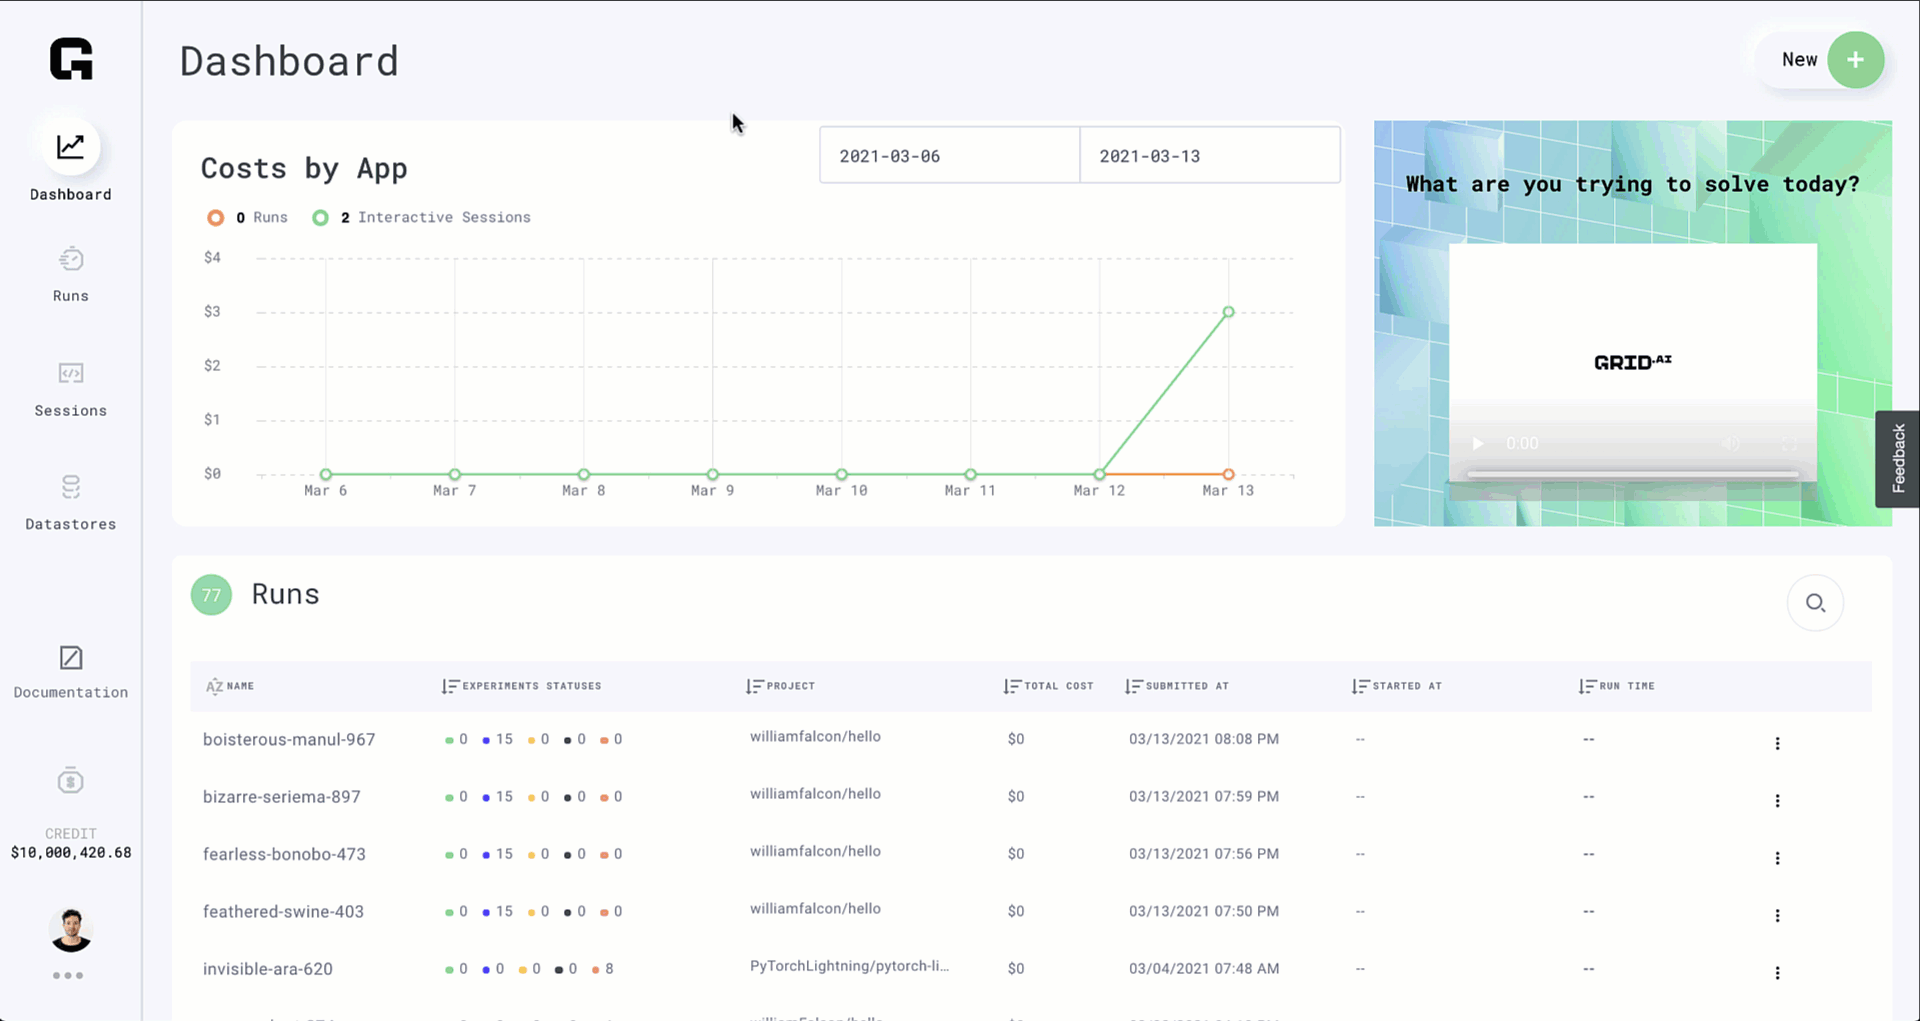 G
Dashboard
New
Dashboard
Runs
Sessions
Datastores
Documentation
CREDIT
$10,000,420.68
Costs by App
2021-03-06 2021-03-13
0 Runs 2 Interactive Sessions
$4
$3
$2
$1
$0
Mar 6 Mar 7 Mar 8 Mar 9 Mar 10 Mar 11 Mar 12 Mar 13
What are you trying to solve today?
GRID.AI
0:00
Feedback
77 Runs
AZ NAME EXPERIMENTS STATUSES PROJECT TOTAL COST SUBMITTED AT STARTED AT RUN TIME
boisterous-manul-967 0 15 0 0 0 williamfalcon/hello $0 03/13/2021 08:08 PM -- --
bizarre-seriema-897 0 15 0 0 0 williamfalcon/hello $0 03/13/2021 07:59 PM -- --
fearless-bonobo-473 0 15 0 0 0 williamfalcon/hello $0 03/13/2021 07:56 PM -- --
feathered-swine-403 0 15 0 0 0 williamfalcon/hello $0 03/13/2021 07:50 PM -- --
invisible-ara-620 0 0 0 0 8 PyTorchLightning/pytorch-li... $0 03/04/2021 07:48 AM -- --